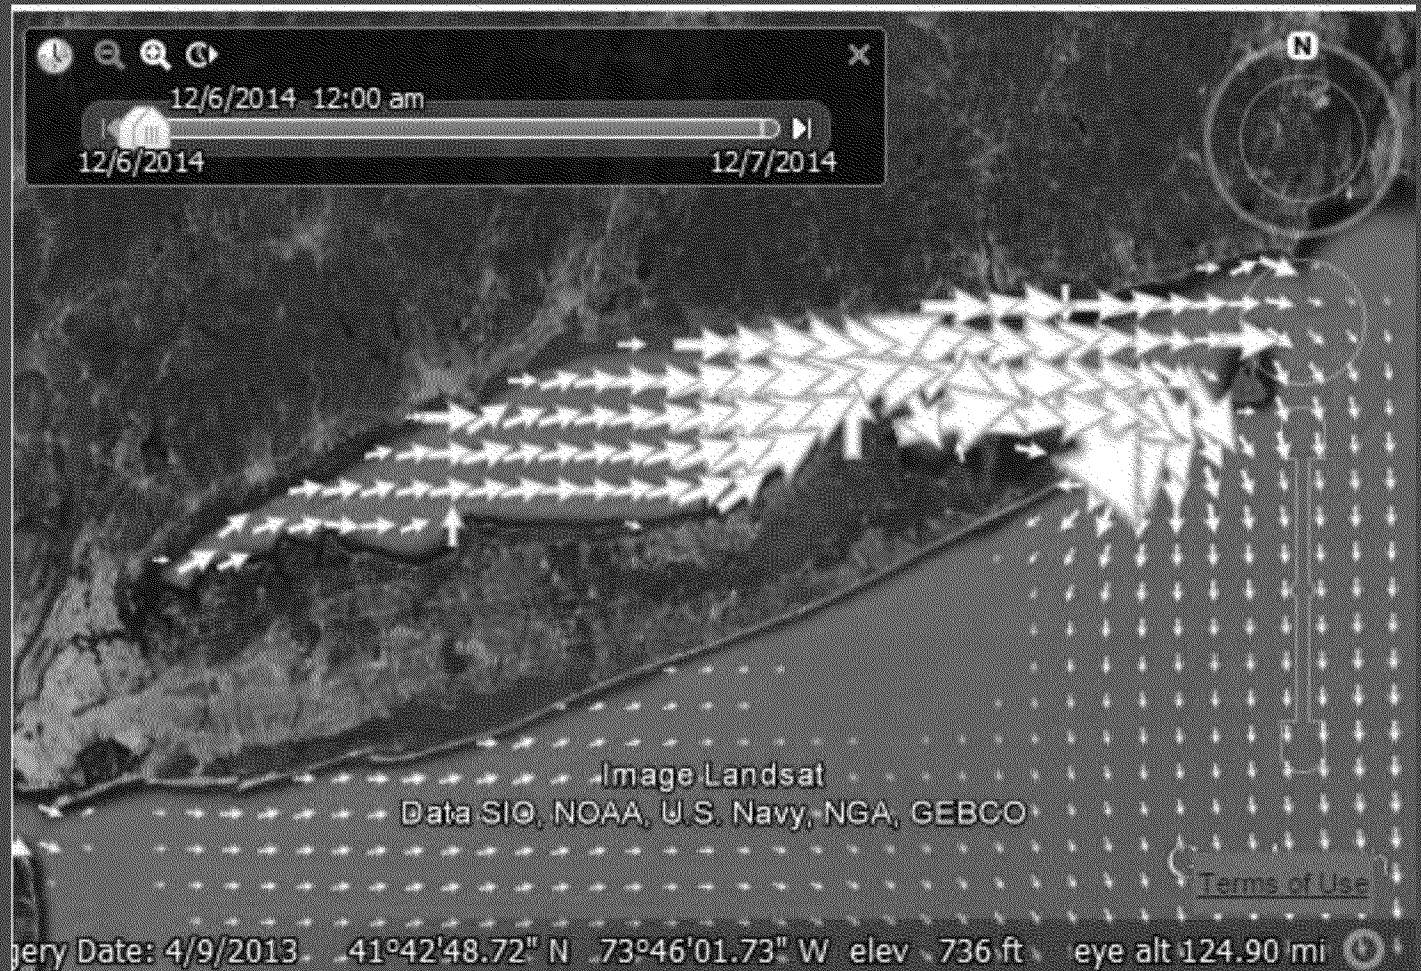 N
12/6/2014 12:00 am
12/6/2014 12/7/2014
Image Landsat
Data SIO, NOAA, U.S. Navy, NGA, GEBCO
Terms of Use
gery Date: 4/9/2013 41°42'48.72" N 73°46'01.73" W elev 736 ft eye alt 124.90 mi